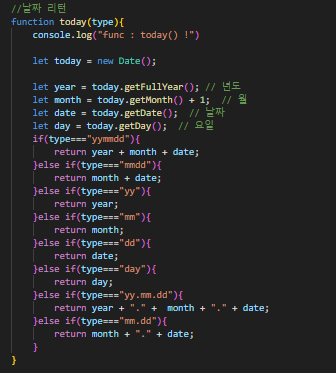 //날짜 리턴
function today(type){
    console.log("func : today() !")
    let today = new Date();
    let year = today.getFullYear(); // 년도
    let month = today.getMonth() + 1;  // 월
    let date = today.getDate();  // 날짜
    let day = today.getDay();  // 요일
    if(type==="yymmdd"){
        return year + month + date;
    }else if(type==="mmdd"){
        return month + date;
    }else if(type==="yy"){
        return year;
    }else if(type==="mm"){
        return month;
    }else if(type==="dd"){
        return date;
    }else if(type==="day"){
        return day;
    }else if(type==="yy.mm.dd"){
        return year + "." +  month + "." + date;
    }else if(type==="mm.dd"){
        return month + "." + date;
    }
}